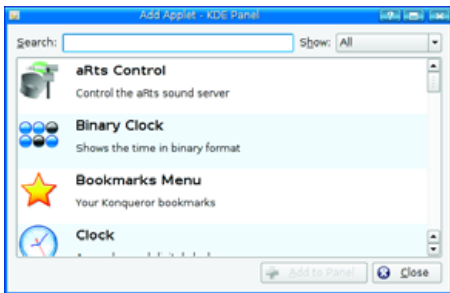 Add Applet - KDE Panel
Search: Show: All
aRts Control
Control the aRts sound server
Binary Clock
Shows the time in binary format
Bookmarks Menu
Your Konqueror bookmarks
Clock
Add to Panel Close